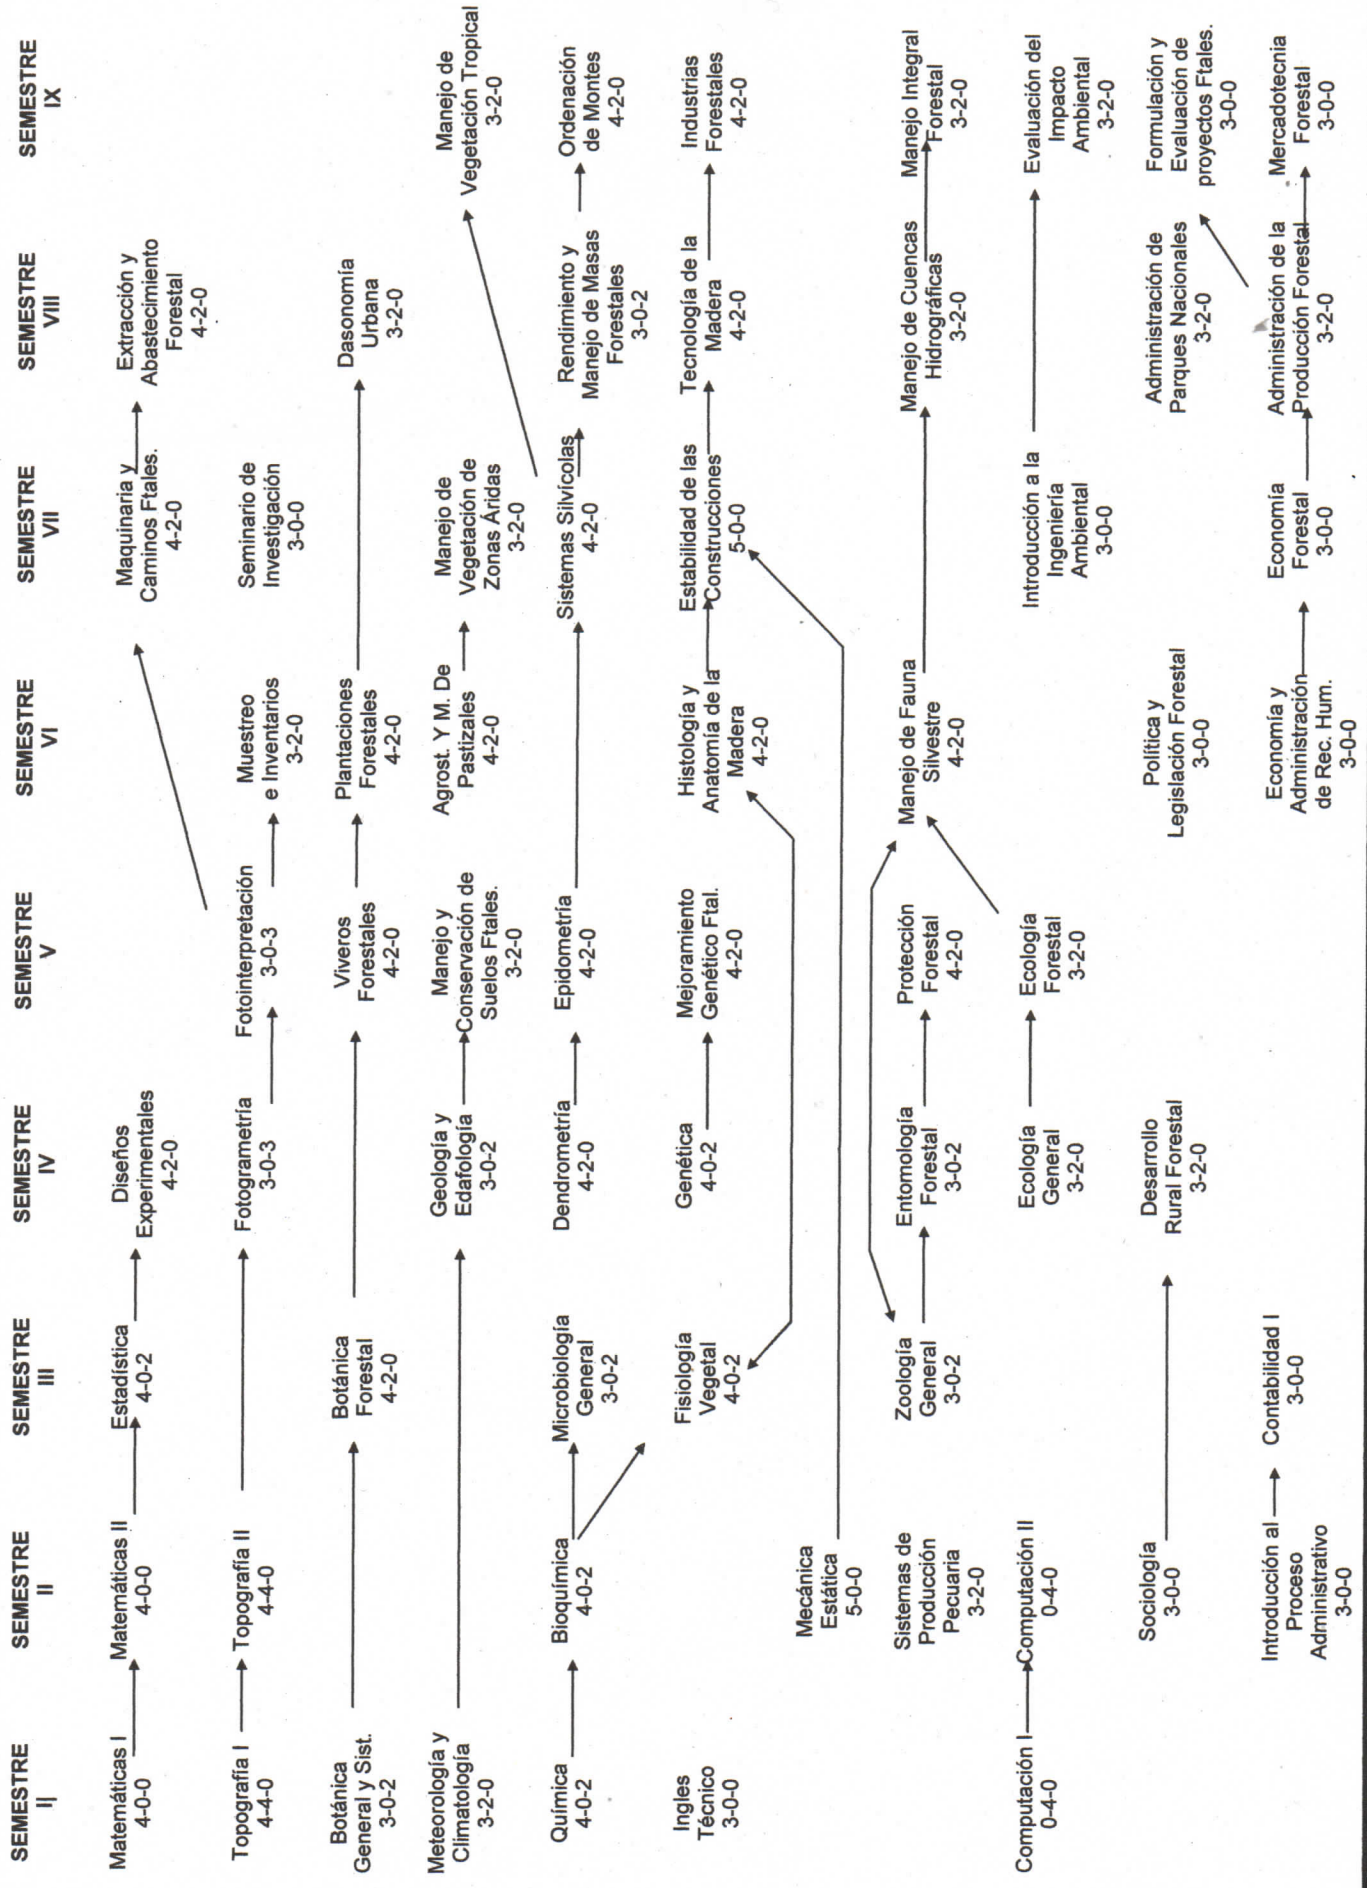 SEMESTRE
I
Matemáticas I
4-0-0
Topografía I
4-4-0
Botánica
General y Sist.
3-0-2
Meteorología y
Climatología
3-2-0
Química
4-0-2
Ingles
Técnico
3-0-0
Computación I
0-4-0
SEMESTRE
II
Matemáticas II
4-0-0
Topografía II
4-4-0
Bioquímica
4-0-2
Mecánica
Estática
5-0-0
Sistemas de
Producción
Pecuaria
3-2-0
Computación II
0-4-0
Sociología
3-0-0
Introducción al
Proceso
Administrativo
3-0-0
SEMESTRE
III
Estadística
4-0-2
Botánica
Forestal
4-2-0
Microbiología
General
3-0-2
Fisiología
Vegetal
4-0-2
Zoología
General
3-0-2
Contabilidad I
3-0-0
SEMESTRE
IV
Diseños
Experimentales
4-2-0
Fotogrametría
3-0-3
Geología y
Edafología
3-0-2
Dendrometría
4-2-0
Genética
4-0-2
Entomología
Forestal
3-0-2
Ecología
General
3-2-0
Desarrollo
Rural Forestal
3-2-0
SEMESTRE
V
Fotointerpretación
3-0-3
Viveros
Forestales
4-2-0
Manejo y
Conservación de
Suelos Ftales.
3-2-0
Epidometría
4-2-0
Mejoramiento
Genético Ftal.
4-2-0
Protección
Forestal
4-2-0
Ecología
Forestal
3-2-0
SEMESTRE
VI
Muestreo
e Inventarios
3-2-0
Plantaciones
Forestales
4-2-0
Agrost. Y M. De
Pastizales
4-2-0
Histología y
Anatomía de la
Madera
4-2-0
Manejo de Fauna
Silvestre
4-2-0
Política y
Legislación Forestal
3-0-0
Economía y
Administración
de Rec. Hum.
3-0-0
SEMESTRE
VII
Maquinaria y
Caminos Ftales.
4-2-0
Seminario de
Investigación
3-0-0
Manejo de
Vegetación de
Zonas Áridas
3-2-0
Sistemas Silvícolas
4-2-0
Estabilidad de las
Construcciones
5-0-0
Introducción a la
Ingeniería
Ambiental
3-0-0
Economía
Forestal
3-0-0
SEMESTRE
VIII
Extracción y
Abastecimiento
Forestal
4-2-0
Dasonomía
Urbana
3-2-0
Rendimiento y
Manejo de Masas
Forestales
3-0-2
Tecnología de la
Madera
4-2-0
Manejo de Cuencas
Hidrográficas
3-2-0
Administración de
Parques Nacionales
3-2-0
Administración de la
Producción Forestal
3-2-0
SEMESTRE
IX
Manejo de
Vegetación Tropical
3-2-0
Ordenación
de Montes
4-2-0
Industrias
Forestales
4-2-0
Manejo Integral
Forestal
3-2-0
Evaluación del
Impacto
Ambiental
3-2-0
Formulación y
Evaluación de
proyectos Ftales.
3-0-0
Mercadotecnia
Forestal
3-0-0